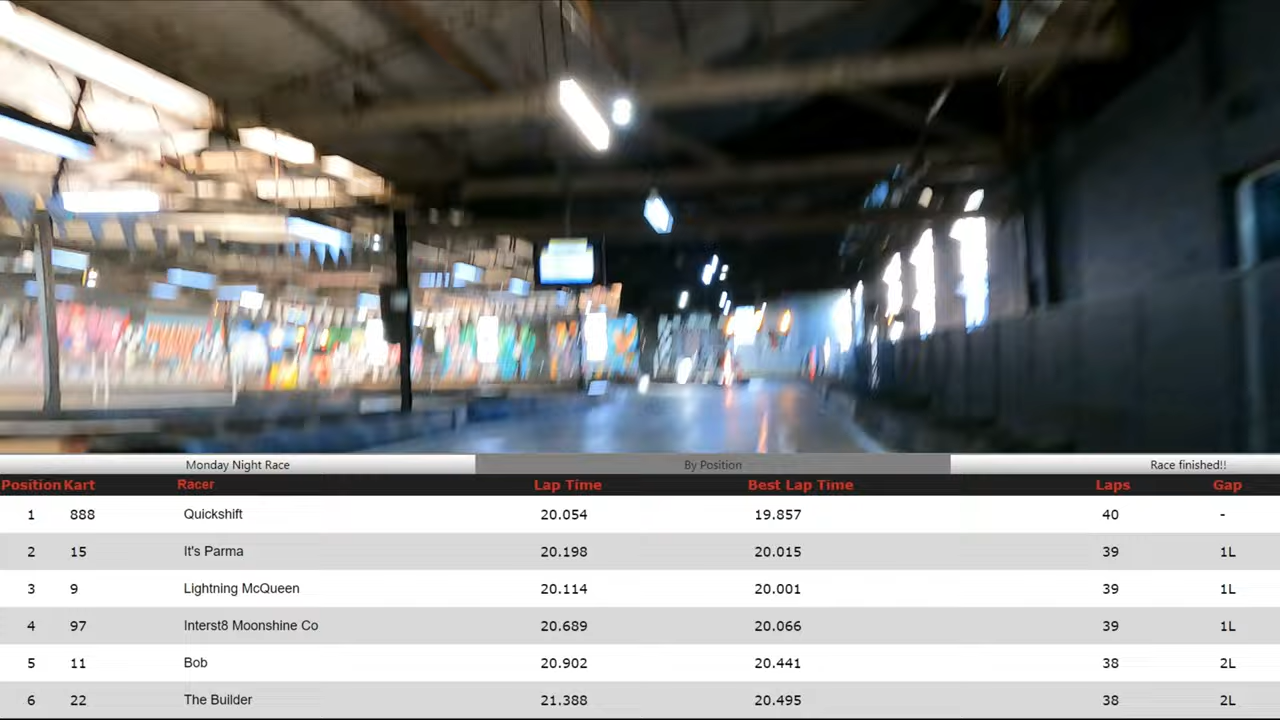 Monday Night Race By Position Race finished!!
Position Kart Racer Lap Time Best Lap Time Laps Gap
1 888 Quickshift 20.054 19.857 40 -
2 15 It's Parma 20.198 20.015 39 1L
3 9 Lightning McQueen 20.114 20.001 39 1L
4 97 Interst8 Moonshine Co 20.689 20.066 39 1L
5 11 Bob 20.902 20.441 38 2L
6 22 The Builder 21.388 20.495 38 2L